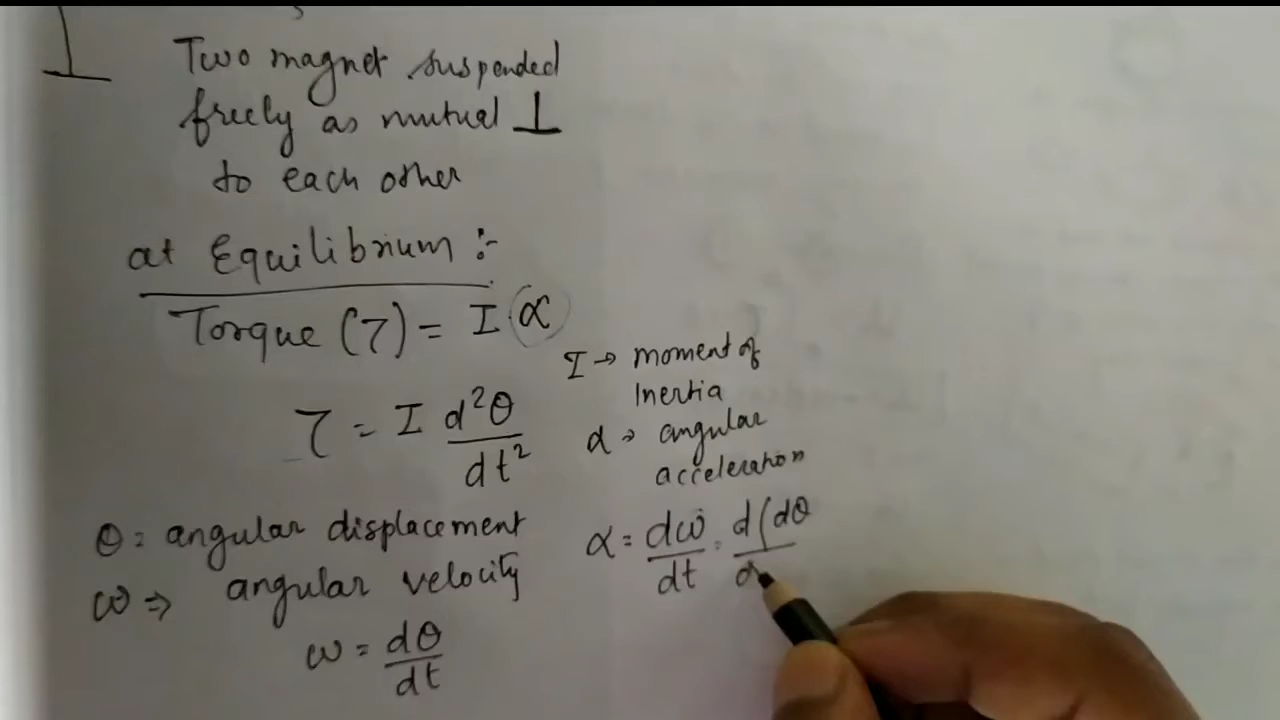 ⊥
Two magnet suspended
freely as mutual ⊥
to each other
at Equilibrium :-
Torque (τ) = I α
I → moment of
Inertia
τ = I d²θ/dt²
α → angular
acceleration
θ = angular displacement
α = dω/dt = d(dθ/d
ω ⇒ angular velocity
ω = dθ/dt